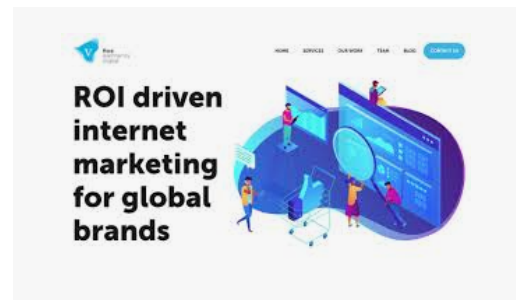 V
HOME SERVICES OUR WORK TEAM BLOG CONTACT US
ROI driven
internet
marketing
for global
brands